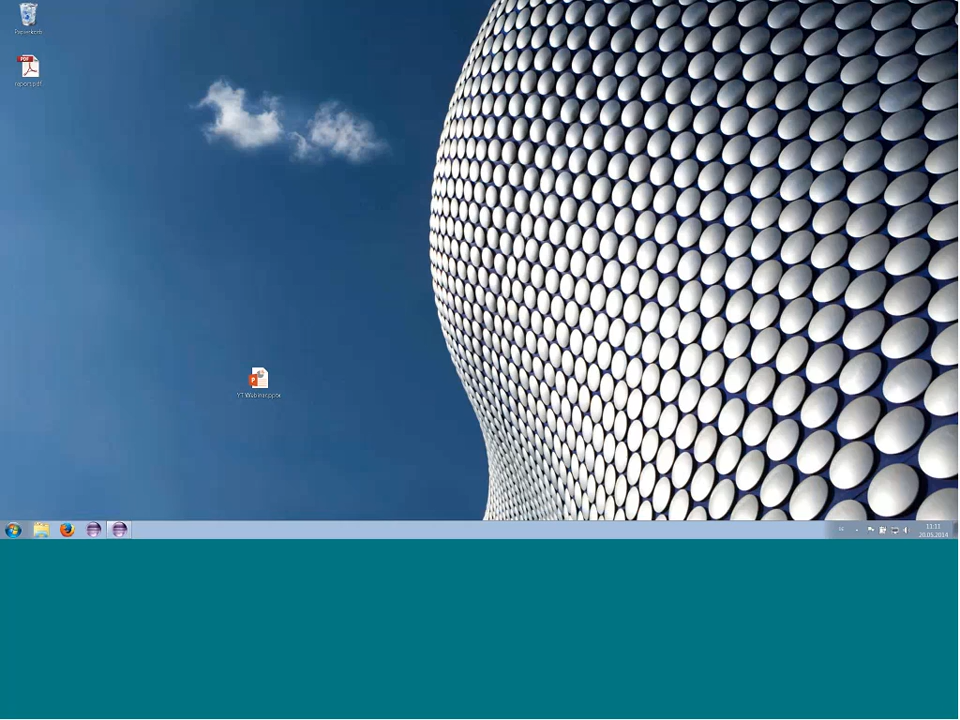 Papierkorb
report.pdf
YT Webinar.pptx
11:11
20.05.2014